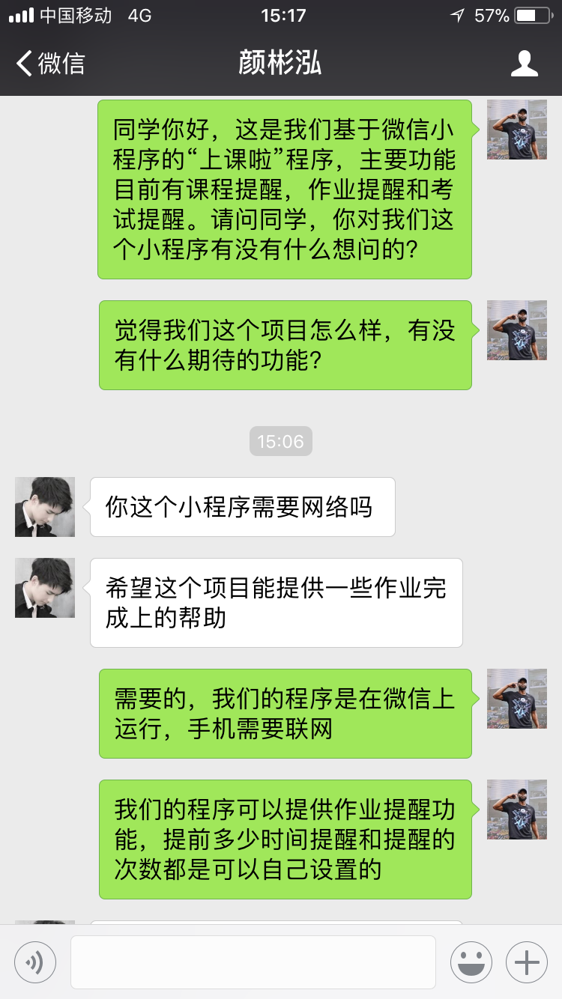 中国移动 4G 15:17 57%
微信 颜彬泓
同学你好，这是我们基于微信小
程序的“上课啦”程序，主要功能
目前有课程提醒，作业提醒和考
试提醒。请问同学，你对我们这
个小程序有没有什么想问的?
觉得我们这个项目怎么样，有没
有什么期待的功能?
15:06
你这个小程序需要网络吗
希望这个项目能提供一些作业完
成上的帮助
需要的，我们的程序是在微信上
运行，手机需要联网
我们的程序可以提供作业提醒功
能，提前多少时间提醒和提醒的
次数都是可以自己设置的